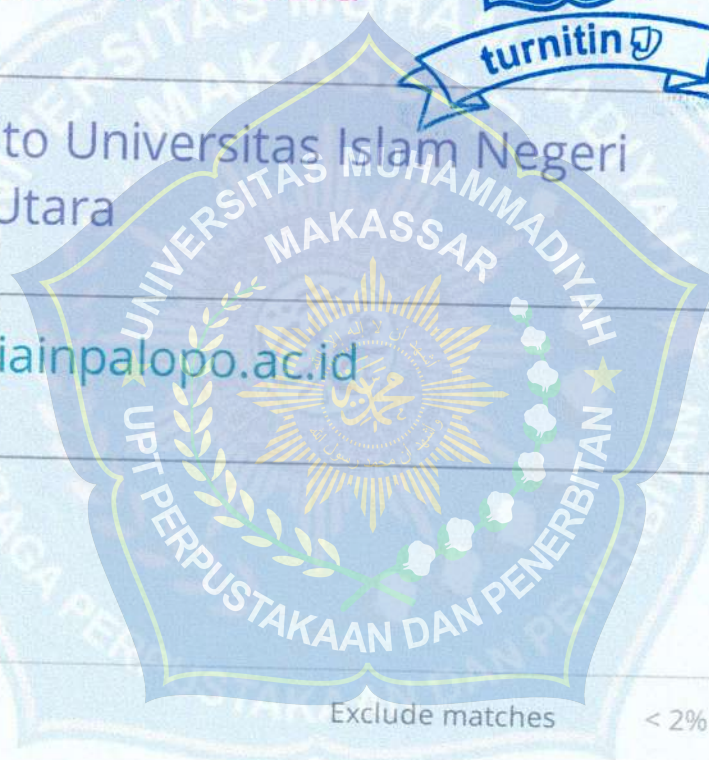 turnitin
to Universitas Islam Negeri
Utara
UNIVERSITAS MUHAMMADIYAH
MAKASSAR
iainpalopo.ac.id
UPT PERPUSTAKAAN DAN PENERBITAN
Exclude matches < 2%